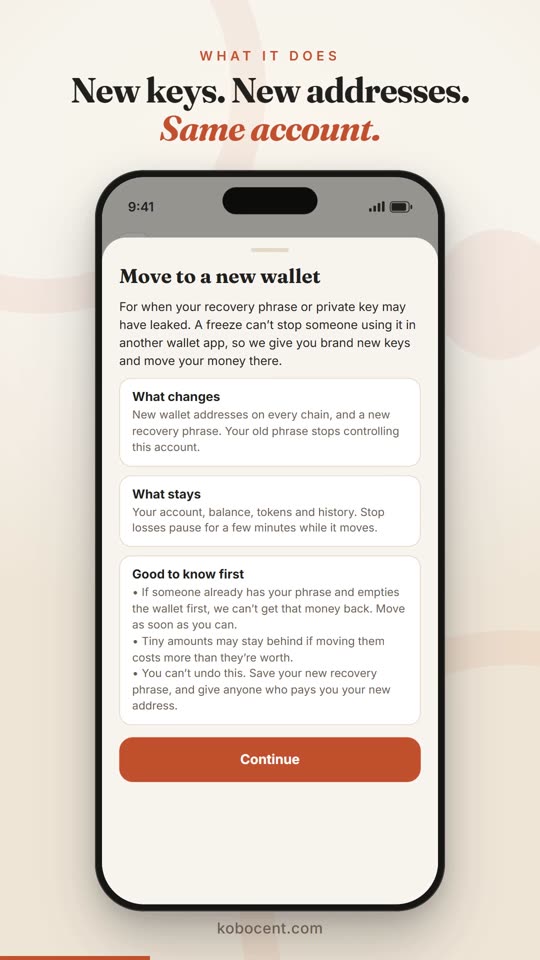 WHAT IT DOES
New keys. New addresses.
Same account.
9:41
Move to a new wallet
For when your recovery phrase or private key may
have leaked. A freeze can’t stop someone using it in
another wallet app, so we give you brand new keys
and move your money there.
What changes
New wallet addresses on every chain, and a new
recovery phrase. Your old phrase stops controlling
this account.
What stays
Your account, balance, tokens and history. Stop
losses pause for a few minutes while it moves.
Good to know first
• If someone already has your phrase and empties
the wallet first, we can’t get that money back. Move
as soon as you can.
• Tiny amounts may stay behind if moving them
costs more than they’re worth.
• You can’t undo this. Save your new recovery
phrase, and give anyone who pays you your new
address.
Continue
kobocent.com